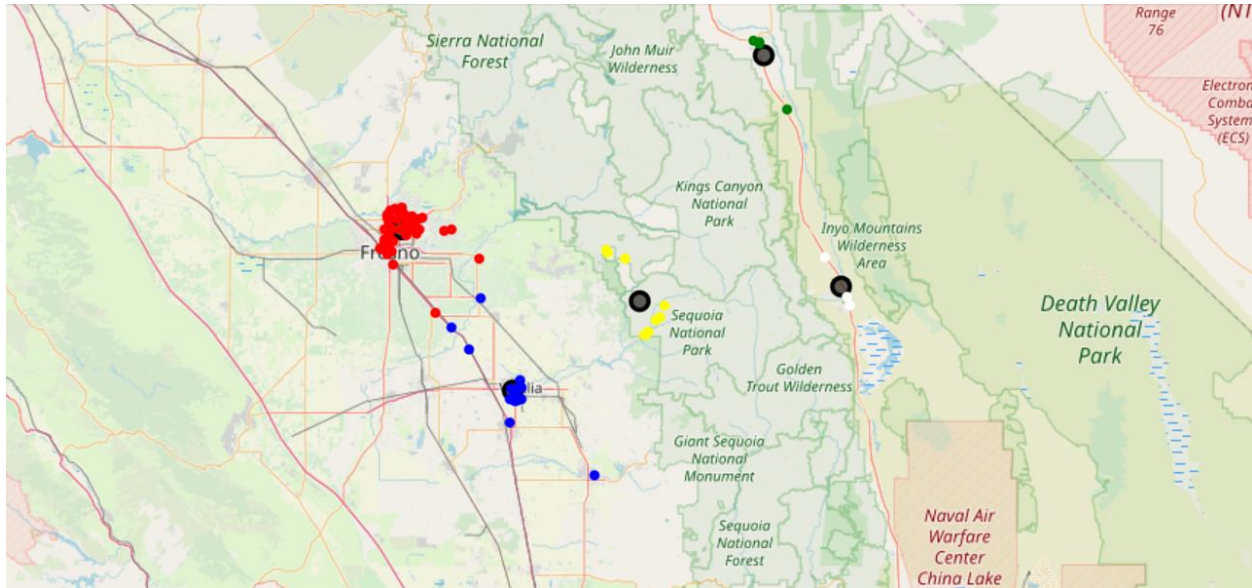 Range
76
(NT
Sierra National
Forest
John Muir
Wilderness
Electron
Comba
System
(ECS)
Kings Canyon
National
Park
Inyo Mountains
Wilderness
Area
Death Valley
National
Park
Sequoia
National
Park
Golden
Trout Wilderness
Giant Sequoia
National
Monument
Naval Air
Warfare
Center
China Lake
Sequoia
National
Forest